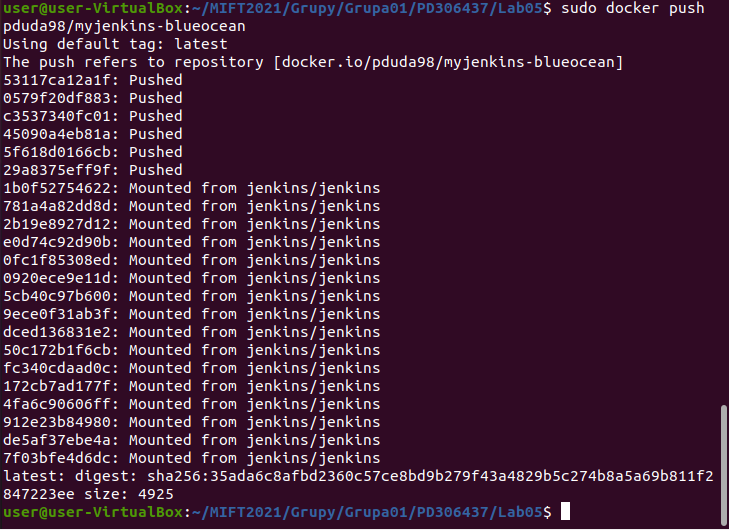 user@user-VirtualBox:~/MIFT2021/Grupy/Grupa01/PD306437/Lab05$ sudo docker push
pduda98/myjenkins-blueocean
Using default tag: latest
The push refers to repository [docker.io/pduda98/myjenkins-blueocean]
53117ca12a1f: Pushed
0579f20df883: Pushed
c3537340fc01: Pushed
45090a4eb81a: Pushed
5f618d0166cb: Pushed
29a8375eff9f: Pushed
1b0f52754622: Mounted from jenkins/jenkins
781a4a82dd8d: Mounted from jenkins/jenkins
2b19e8927d12: Mounted from jenkins/jenkins
e0d74c92d90b: Mounted from jenkins/jenkins
0fc1f85308ed: Mounted from jenkins/jenkins
0920ece9e11d: Mounted from jenkins/jenkins
5cb40c97b600: Mounted from jenkins/jenkins
9ece0f31ab3f: Mounted from jenkins/jenkins
dced136831e2: Mounted from jenkins/jenkins
50c172b1f6cb: Mounted from jenkins/jenkins
fc340cdaad0c: Mounted from jenkins/jenkins
172cb7ad177f: Mounted from jenkins/jenkins
4fa6c90606ff: Mounted from jenkins/jenkins
912e23b84980: Mounted from jenkins/jenkins
de5af37ebe4a: Mounted from jenkins/jenkins
7f03bfe4d6dc: Mounted from jenkins/jenkins
latest: digest: sha256:35ada6c8afbd2360c57ce8bd9b279f43a4829b5c274b8a5a69b811f2
847223ee size: 4925
user@user-VirtualBox:~/MIFT2021/Grupy/Grupa01/PD306437/Lab05$